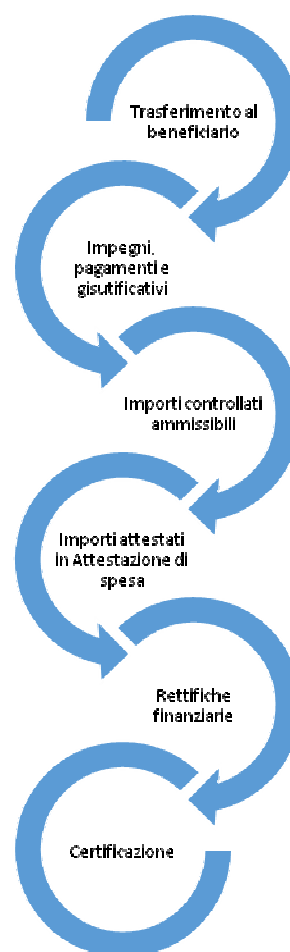 Trasferimento al
beneficiario
Impegni,
pagamenti e
gisutificativi
Importi controllati
ammissibili
Importi attestati
in Attestazione di
spesa
Rettifiche
finanziarie
Certificazione